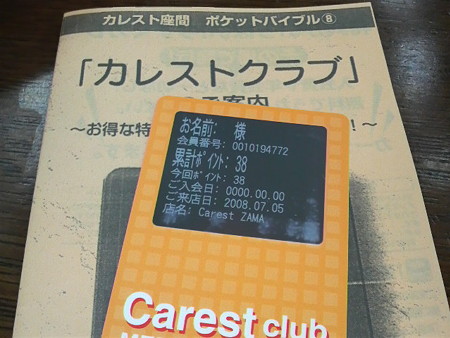 カレスト座間 ポケットバイブル⑧
「カレストクラブ」
ご案内
～お得な特
！～
お名前: 様
会員番号: 0010194772
累計ﾎﾟｲﾝﾄ: 38
今回ﾎﾟｲﾝﾄ: 38
ご入会日: 0000.00.00
ご来店日: 2008.07.05
店名: Carest ZAMA
Carest club